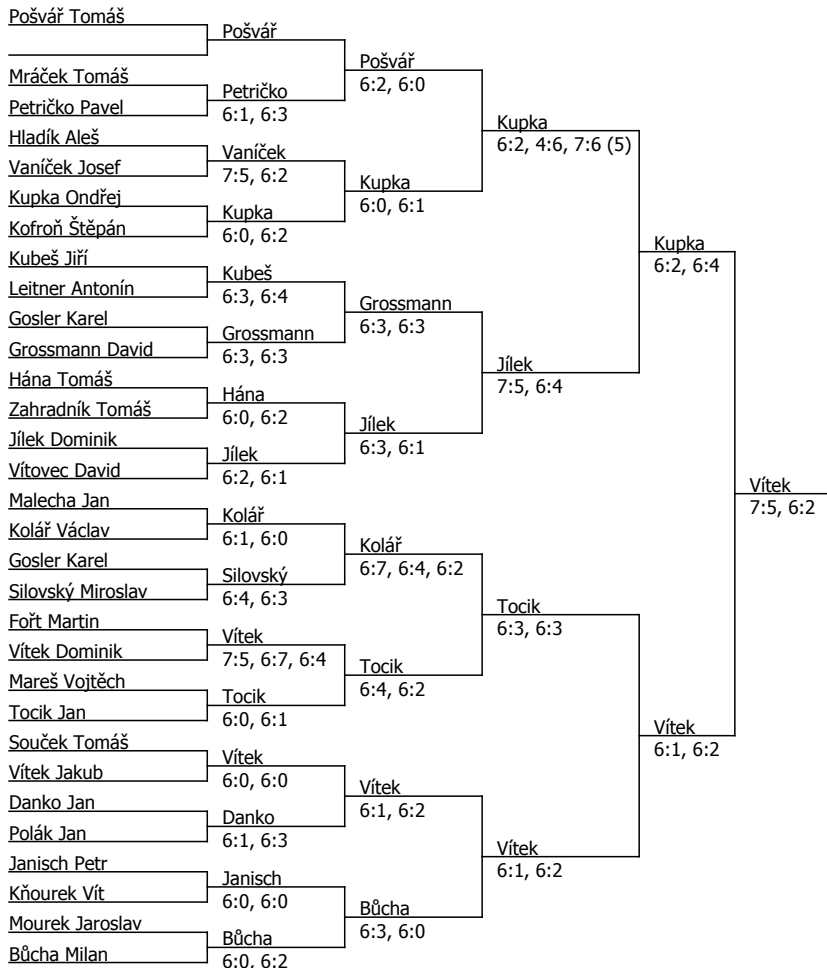 Pošvář Tomáš
Mráček Tomáš
Petričko Pavel
Hladík Aleš
Vaníček Josef
Kupka Ondřej
Kofroň Štěpán
Kubeš Jiří
Leitner Antonín
Gosler Karel
Grossmann David
Hána Tomáš
Zahradník Tomáš
Jílek Dominik
Vítovec David
Malecha Jan
Kolář Václav
Gosler Karel
Silovský Miroslav
Fořt Martin
Vítek Dominik
Mareš Vojtěch
Tocik Jan
Souček Tomáš
Vítek Jakub
Danko Jan
Polák Jan
Janisch Petr
Kňourek Vít
Mourek Jaroslav
Bůcha Milan
Pošvář
Petričko
6:1, 6:3
Vaníček
7:5, 6:2
Kupka
6:0, 6:2
Kubeš
6:3, 6:4
Grossmann
6:3, 6:3
Hána
6:0, 6:2
Jílek
6:2, 6:1
Kolář
6:1, 6:0
Silovský
6:4, 6:3
Vítek
7:5, 6:7, 6:4
Tocik
6:0, 6:1
Vítek
6:0, 6:0
Danko
6:1, 6:3
Janisch
6:0, 6:0
Bůcha
6:0, 6:2
Pošvář
6:2, 6:0
Kupka
6:0, 6:1
Grossmann
6:3, 6:3
Jílek
6:3, 6:1
Kolář
6:7, 6:4, 6:2
Tocik
6:4, 6:2
Vítek
6:1, 6:2
Bůcha
6:3, 6:0
Kupka
6:2, 4:6, 7:6 (5)
Jílek
7:5, 6:4
Tocik
6:3, 6:3
Vítek
6:1, 6:2
Kupka
6:2, 6:4
Vítek
6:1, 6:2
Vítek
7:5, 6:2